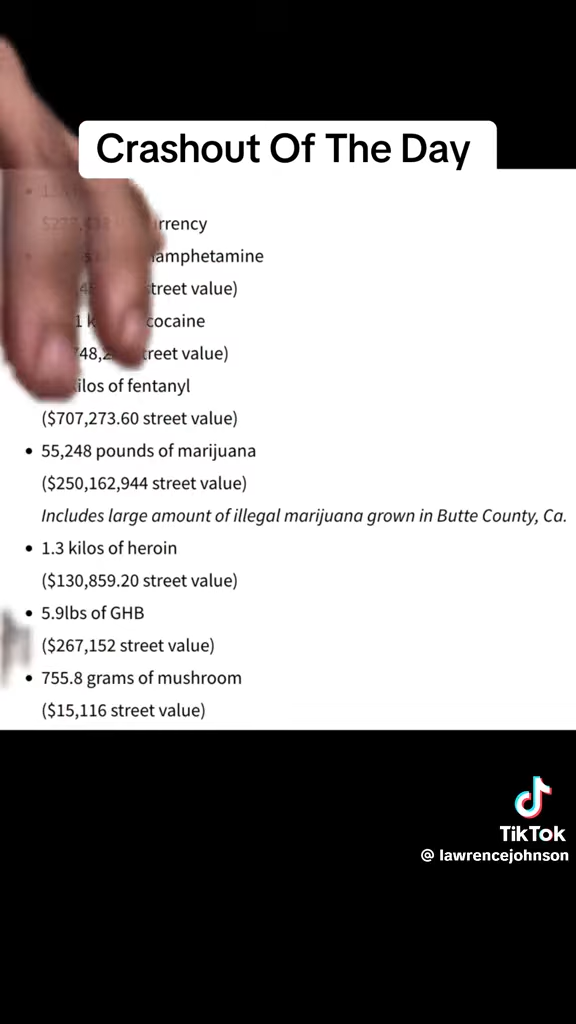 Crashout Of The Day
rrency
amphetamine
street value)
cocaine
street value)
kilos of fentanyl
($707,273.60 street value)
• 55,248 pounds of marijuana
($250,162,944 street value)
Includes large amount of illegal marijuana grown in Butte County, Ca.
• 1.3 kilos of heroin
($130,859.20 street value)
• 5.9lbs of GHB
($267,152 street value)
• 755.8 grams of mushroom
($15,116 street value)
TikTok
@ lawrencejohnson